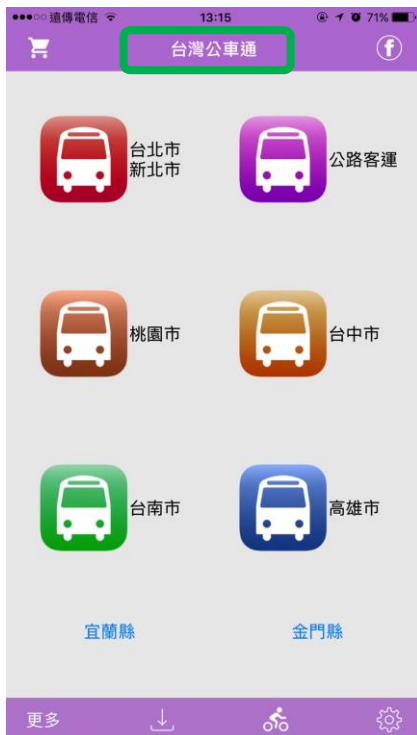 遠傳電信 13:15 71%
台灣公車通
台北市
新北市
公路客運
桃園市
台中市
台南市
高雄市
宜蘭縣
金門縣
更多